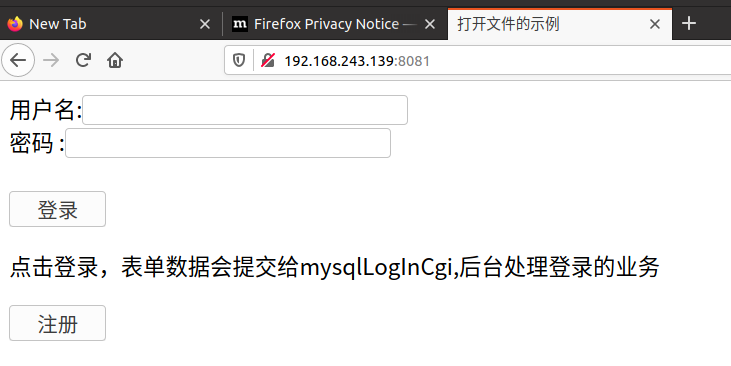 New Tab
Firefox Privacy Notice —
打开文件的示例
192.168.243.139:8081
用户名:
密码 :
登录
点击登录，表单数据会提交给mysqlLogInCgi,后台处理登录的业务
注册